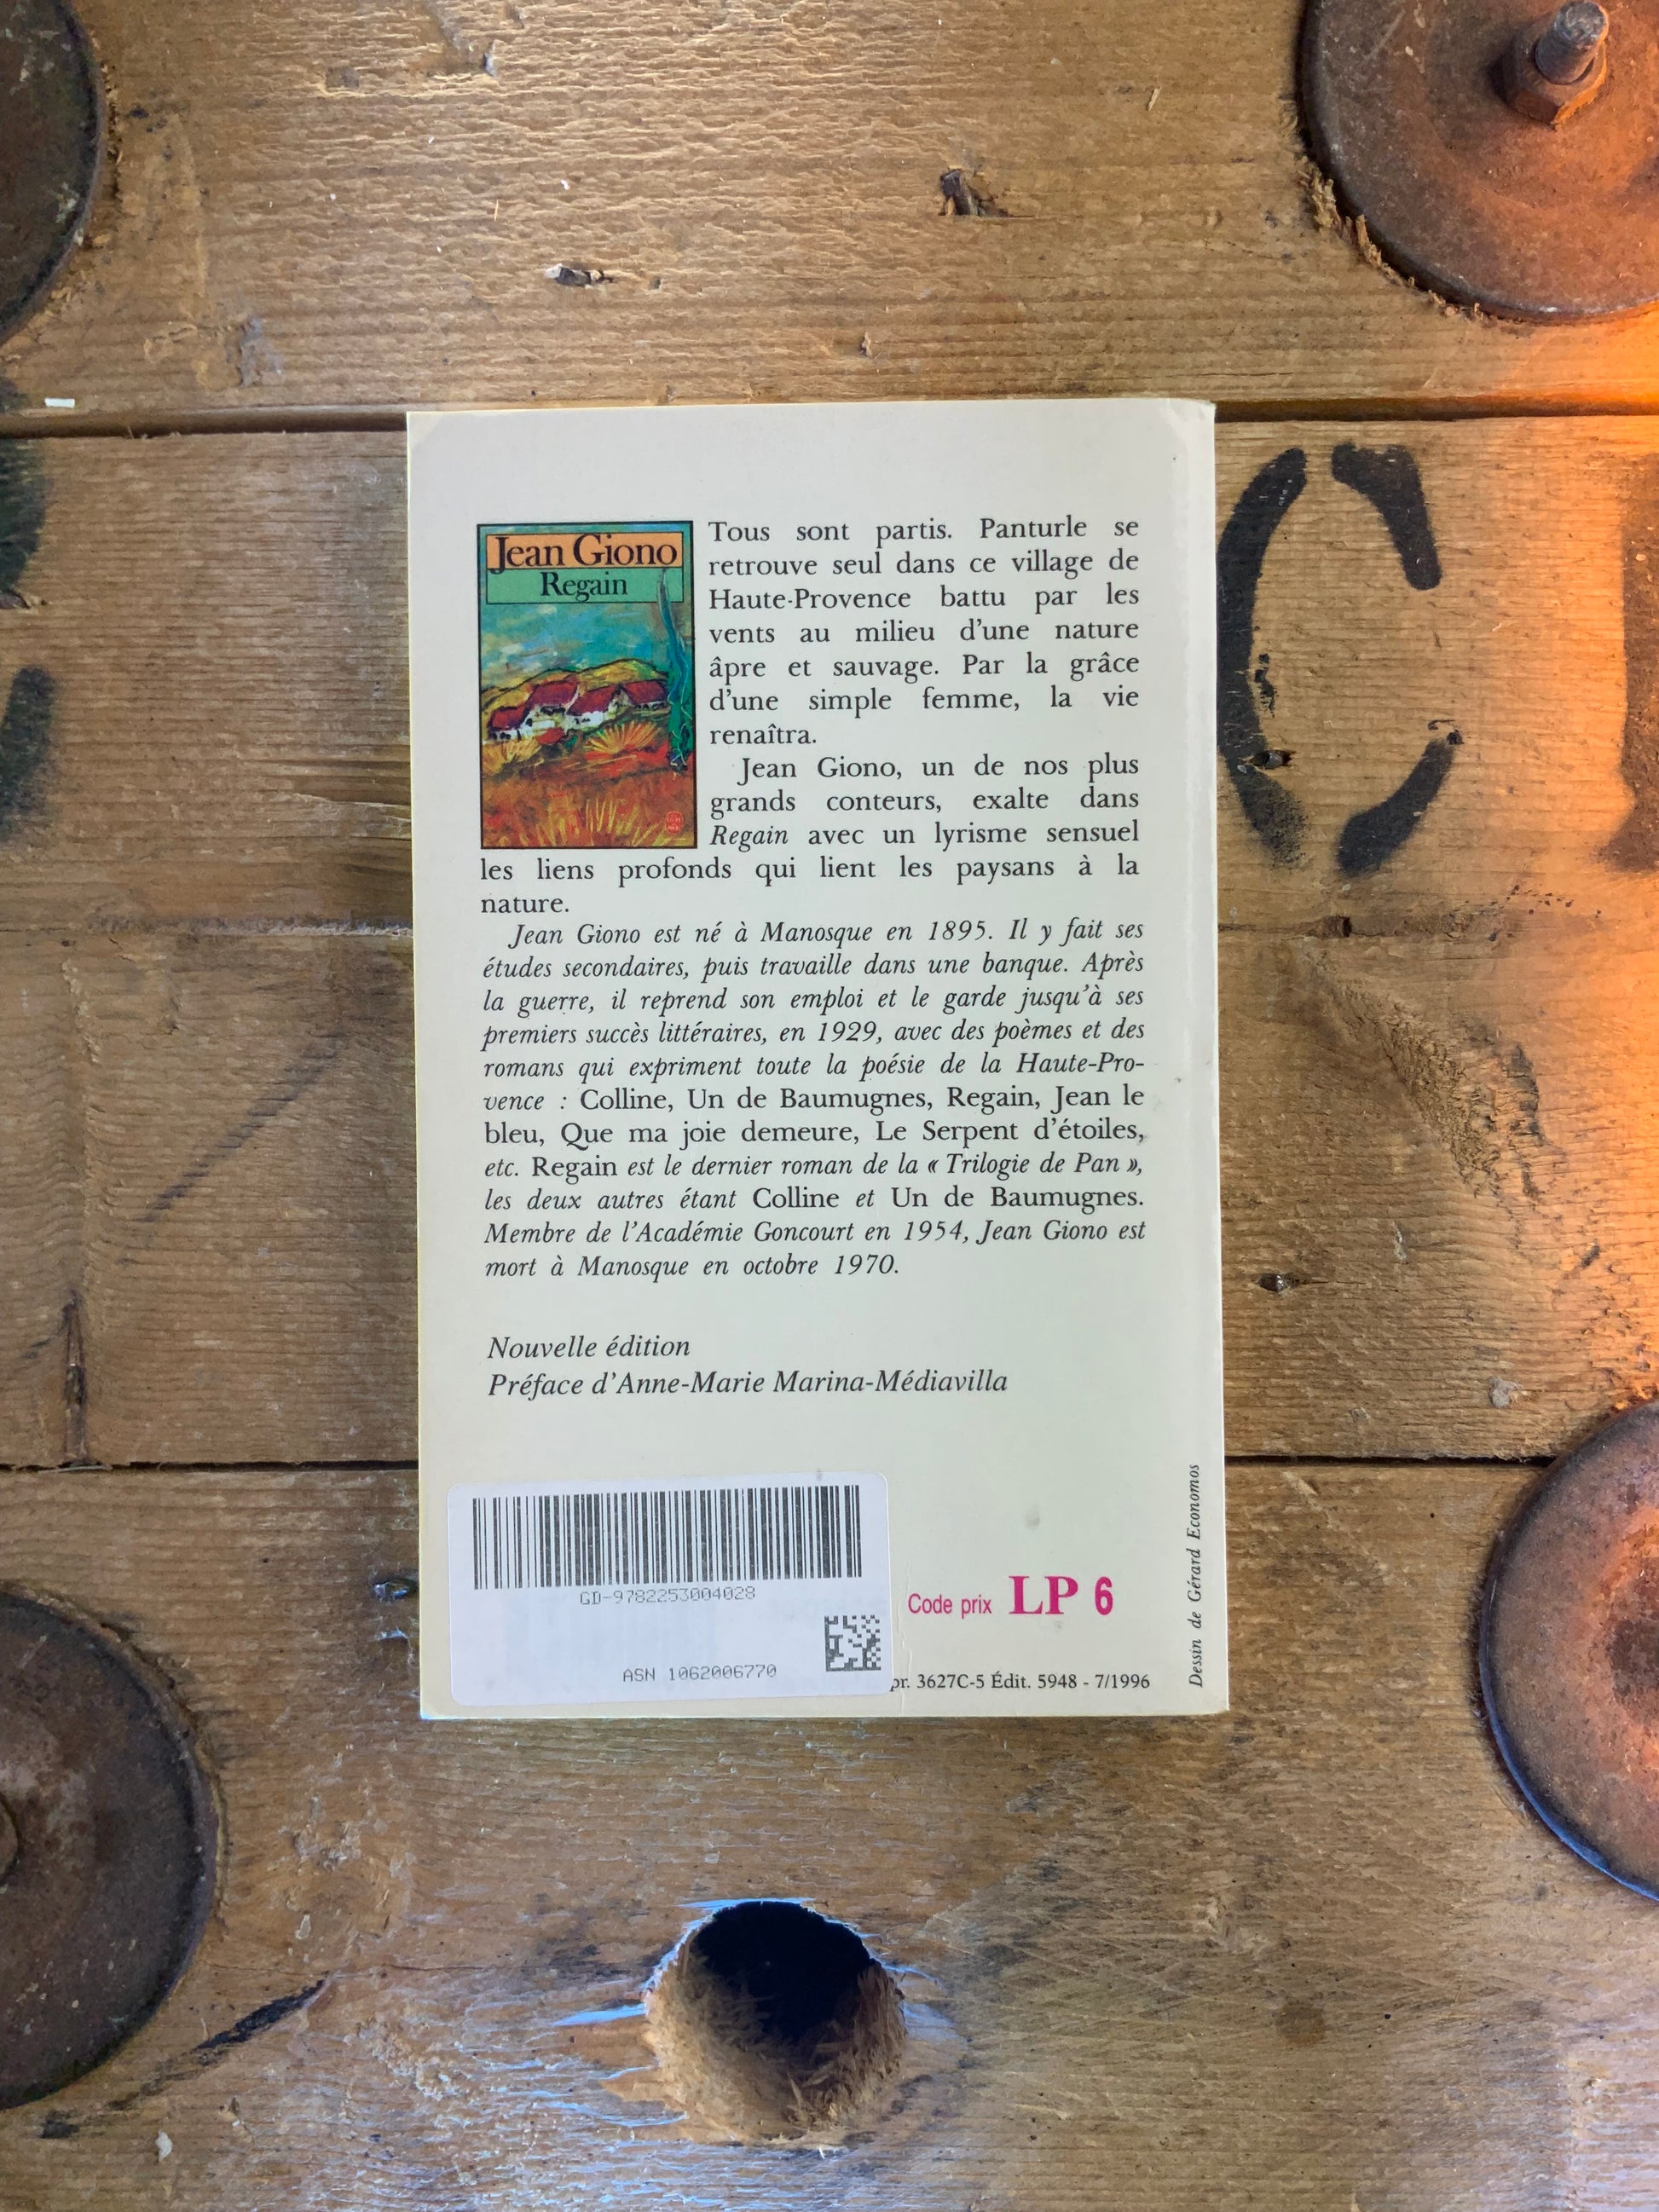 Jean Giono
Regain
Tous sont partis. Panturle se
retrouve seul dans ce village de
Haute-Provence battu par les
vents au milieu d'une nature
âpre et sauvage. Par la grâce
d'une simple femme, la vie
renaîtra.
Jean Giono, un de nos plus
grands conteurs, exalte dans
Regain avec un lyrisme sensuel
les liens profonds qui lient les paysans à la
nature.
Jean Giono est né à Manosque en 1895. Il y fait ses
études secondaires, puis travaille dans une banque. Après
la guerre, il reprend son emploi et le garde jusqu'à ses
premiers succès littéraires, en 1929, avec des poèmes et des
romans qui expriment toute la poésie de la Haute-Pro-
vence : Colline, Un de Baumugnes, Regain, Jean le
bleu, Que ma joie demeure, Le Serpent d'étoiles,
etc. Regain est le dernier roman de la « Trilogie de Pan »,
les deux autres étant Colline et Un de Baumugnes.
Membre de l'Académie Goncourt en 1954, Jean Giono est
mort à Manosque en octobre 1970.
Nouvelle édition
Préface d'Anne-Marie Marina-Médiavilla
GD-9782253004028
ASN 1062006770
Code prix LP 6
pr. 3627C-5 Édit. 5948 - 7/1996
Dessin de Gérard Economos